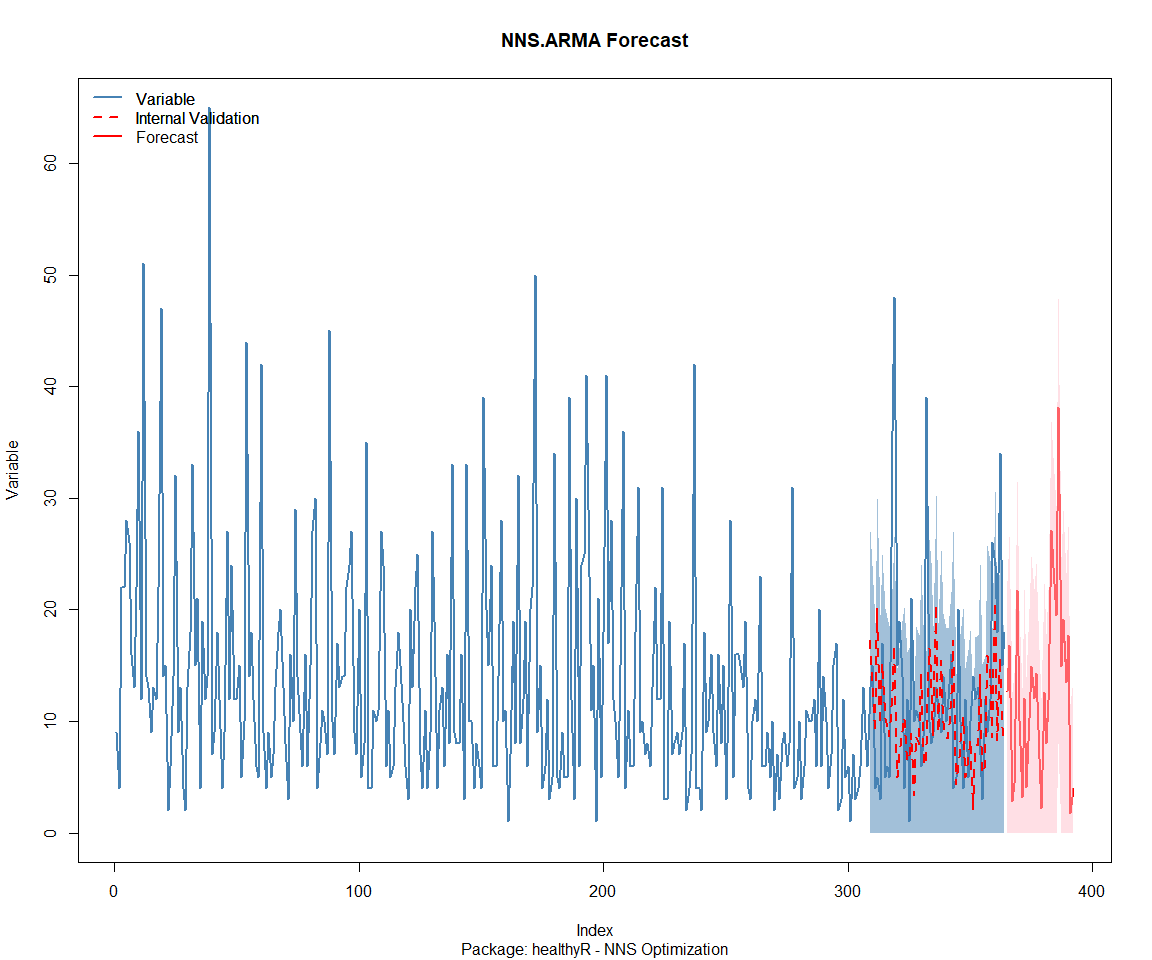 NNS.ARMA Forecast
Variable
Internal Validation
Forecast
60
50
40
30
20
10
0
Variable
0 100 200 300 400
Index
Package: healthyR - NNS Optimization